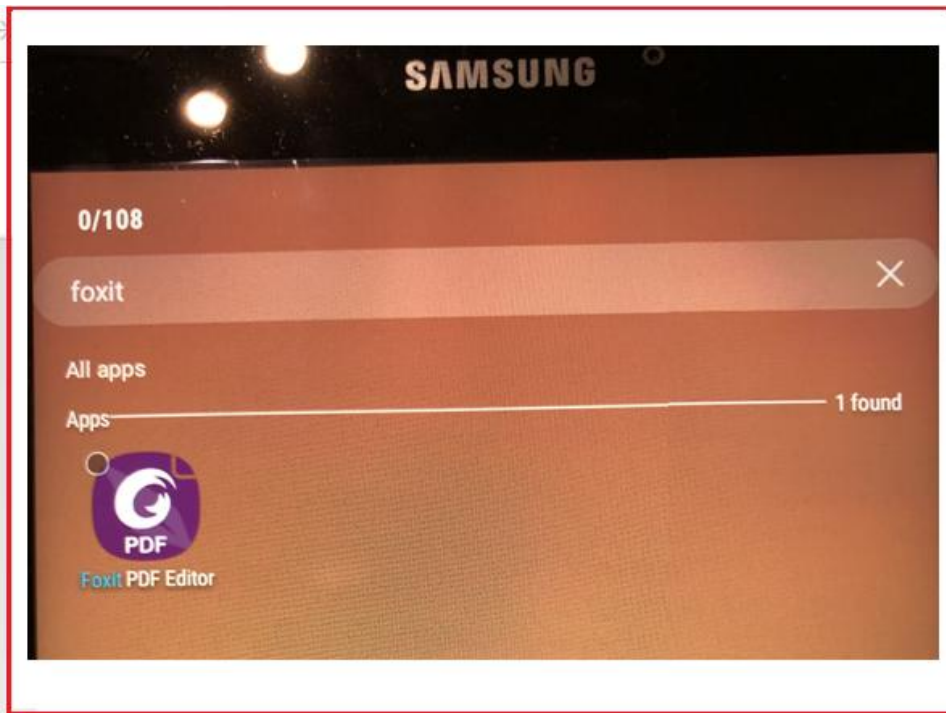 SAMSUNG
0/108
foxit
All apps
Apps
1 found
PDF
Foxit PDF Editor